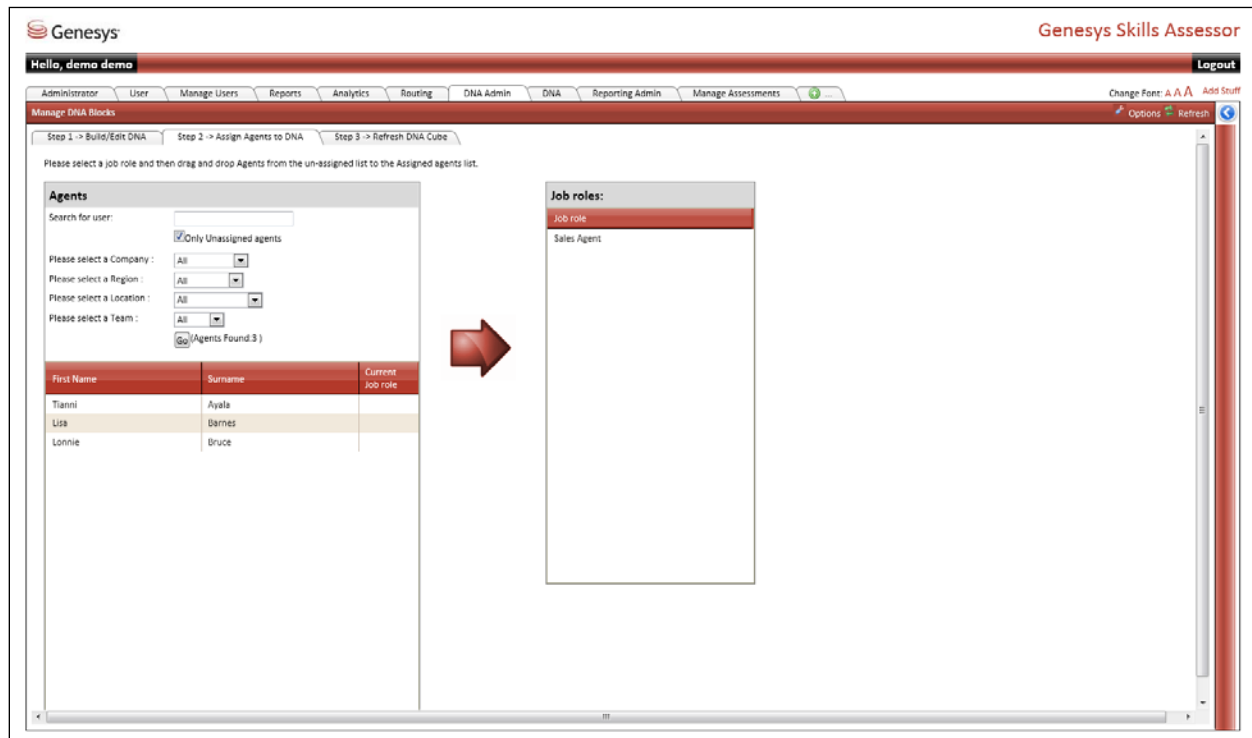 Genesys
Genesys Skills Assessor
Hello, demo demo
Logout
Administrator User Manage Users Reports Analytics Routing DNA Admin DNA Reporting Admin Manage Assessments ...
Change Font: A A A Add Stuff
Manage DNA Blocks
Options Refresh
Step 1 -> Build/Edit DNA Step 2 -> Assign Agents to DNA Step 3 -> Refresh DNA Cube
Please select a job role and then drag and drop Agents from the un-assigned list to the Assigned agents list.
Agents
Job roles:
Search for user:
Job role
Only Unassigned agents
Sales Agent
Please select a Company : All
Please select a Region : All
Please select a Location : All
Please select a Team : All
Go (Agents Found:3 )
First Name Surname Current Job role
Tianni Ayala
Lisa Barnes
Lonnie Bruce